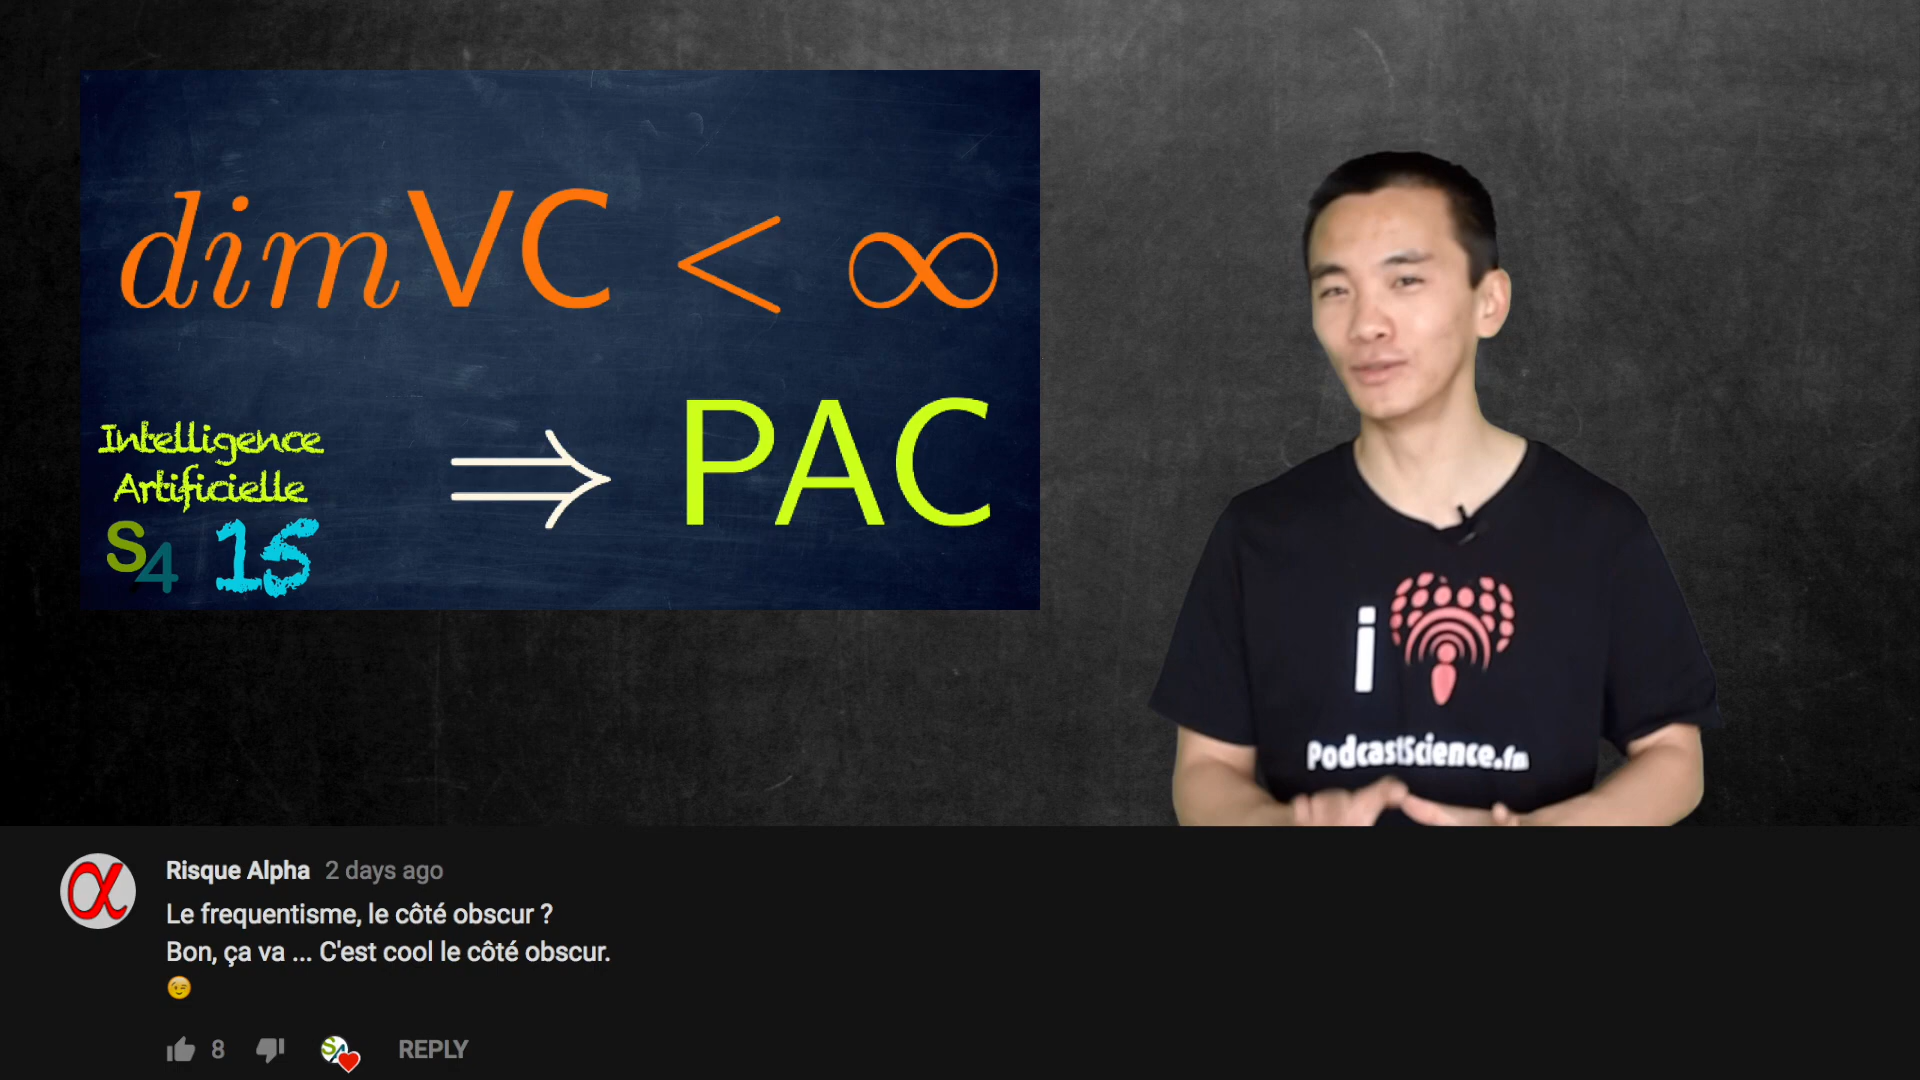 dimVC < ∞
⇒ PAC
Intelligence
Artificielle
S4 15
i
PodcastScience.fm
α
Risque Alpha 2 days ago
Le frequentisme, le côté obscur ?
Bon, ça va ... C'est cool le côté obscur.
😉
8 S4 REPLY